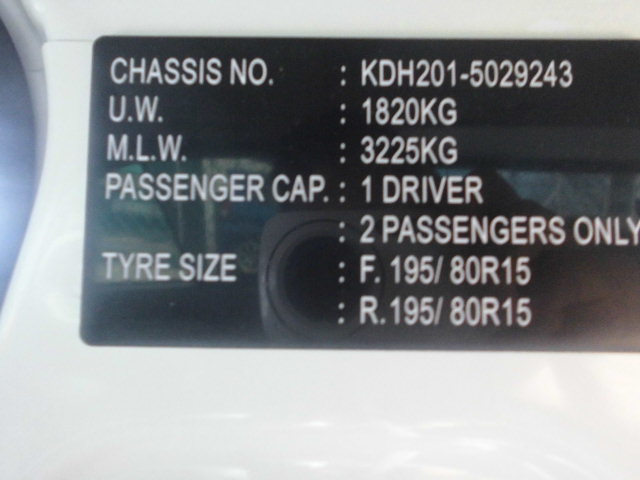 CHASSIS NO. : KDH201-5029243
U.W. : 1820KG
M.L.W. : 3225KG
PASSENGER CAP. : 1 DRIVER
: 2 PASSENGERS ONLY
TYRE SIZE : F. 195/ 80R15
: R. 195/ 80R15